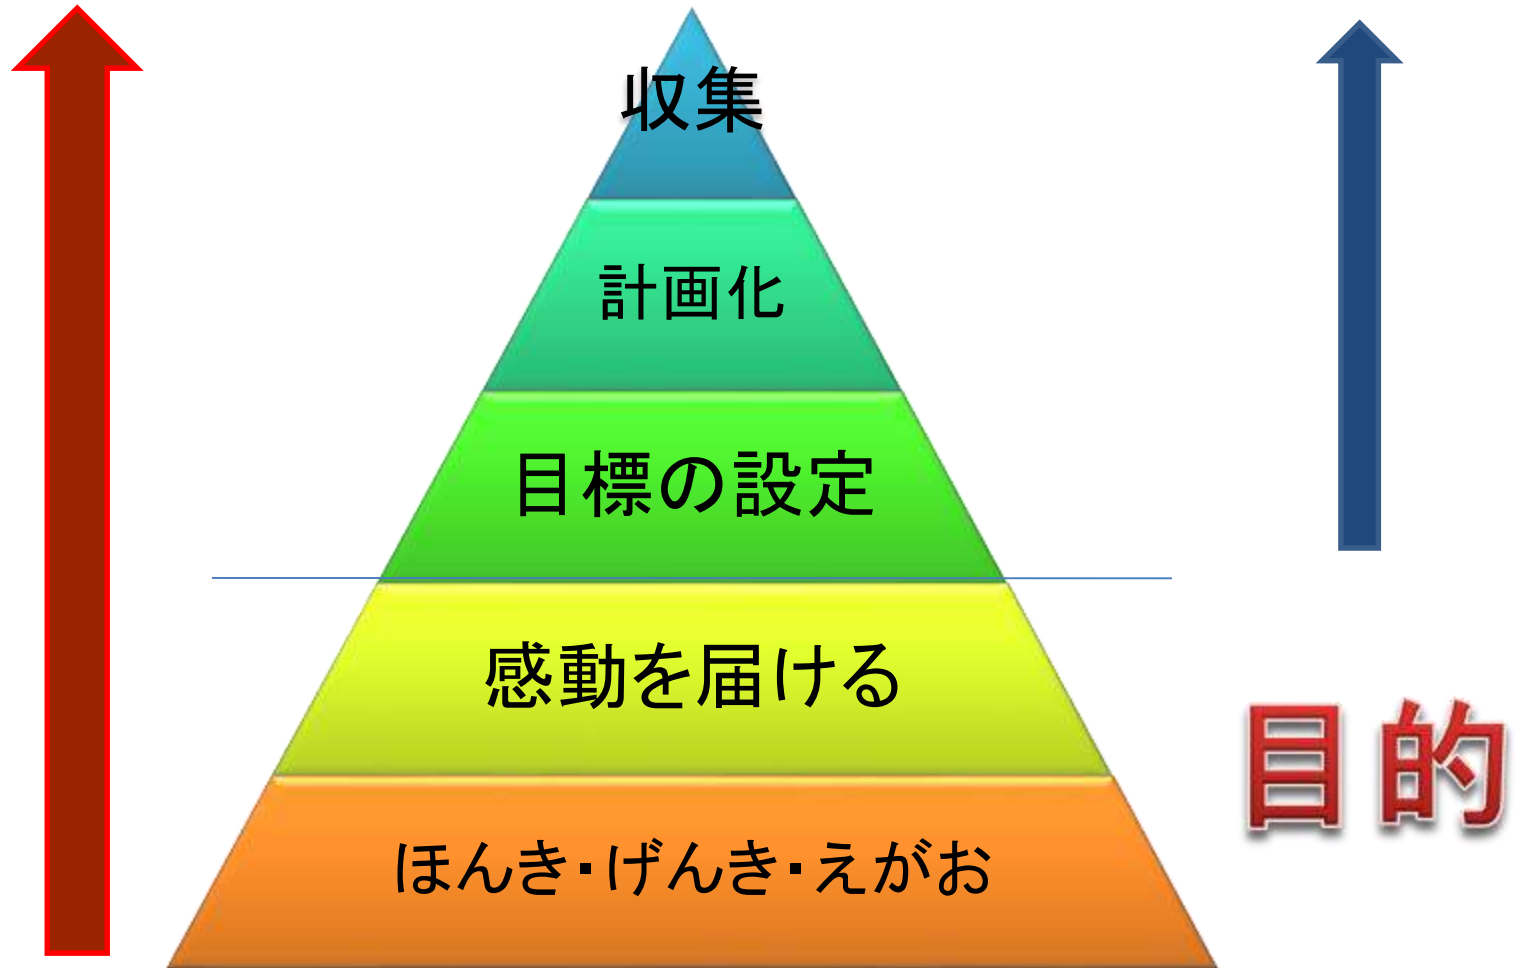 収集
計画化
目標の設定
感動を届ける
目的
ほんき・げんき・えがお